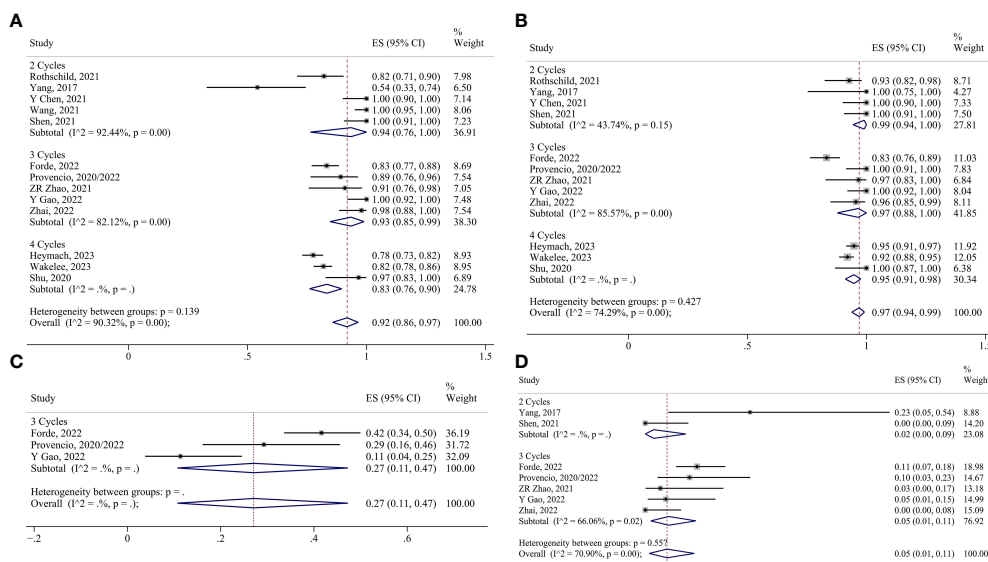 A
%
Study ES (95% CI) Weight
2 Cycles
Rothschild, 2021 0.82 (0.71, 0.90) 7.98
Yang, 2017 0.54 (0.33, 0.74) 6.50
Y Chen, 2021 1.00 (0.90, 1.00) 7.14
Wang, 2021 1.00 (0.95, 1.00) 8.06
Shen, 2021 1.00 (0.91, 1.00) 7.23
Subtotal (I^2 = 92.44%, p = 0.00) 0.94 (0.76, 1.00) 36.91
3 Cycles
Forde, 2022 0.83 (0.77, 0.88) 8.69
Provencio, 2020/2022 0.89 (0.76, 0.96) 7.54
ZR Zhao, 2021 0.91 (0.76, 0.98) 7.05
Y Gao, 2022 1.00 (0.92, 1.00) 7.48
Zhai, 2022 0.98 (0.88, 1.00) 7.54
Subtotal (I^2 = 82.12%, p = 0.00) 0.93 (0.85, 0.99) 38.30
4 Cycles
Heymach, 2023 0.78 (0.73, 0.82) 8.93
Wakelee, 2023 0.82 (0.78, 0.86) 8.95
Shu, 2020 0.97 (0.83, 1.00) 6.89
Subtotal (I^2 = .%, p = .) 0.83 (0.76, 0.90) 24.78
Heterogeneity between groups: p = 0.139
Overall (I^2 = 90.32%, p = 0.00); 0.92 (0.86, 0.97) 100.00
0 .5 1 1.5
B
%
Study ES (95% CI) Weight
2 Cycles
Rothschild, 2021 0.93 (0.82, 0.98) 8.71
Yang, 2017 1.00 (0.75, 1.00) 4.27
Y Chen, 2021 1.00 (0.90, 1.00) 7.33
Shen, 2021 1.00 (0.91, 1.00) 7.50
Subtotal (I^2 = 43.74%, p = 0.15) 0.99 (0.94, 1.00) 27.81
3 Cycles
Forde, 2022 0.83 (0.76, 0.89) 11.03
Provencio, 2020/2022 1.00 (0.91, 1.00) 7.83
ZR Zhao, 2021 0.97 (0.83, 1.00) 6.84
Y Gao, 2022 1.00 (0.92, 1.00) 8.04
Zhai, 2022 0.96 (0.85, 0.99) 8.11
Subtotal (I^2 = 85.57%, p = 0.00) 0.97 (0.88, 1.00) 41.85
4 Cycles
Heymach, 2023 0.95 (0.91, 0.97) 11.92
Wakelee, 2023 0.92 (0.88, 0.95) 12.05
Shu, 2020 1.00 (0.87, 1.00) 6.38
Subtotal (I^2 = .%, p = .) 0.95 (0.91, 0.98) 30.34
Heterogeneity between groups: p = 0.427
Overall (I^2 = 74.29%, p = 0.00); 0.97 (0.94, 0.99) 100.00
0 .5 1 1.
C
%
Study ES (95% CI) Weight
3 Cycles
Forde, 2022 0.42 (0.34, 0.50) 36.19
Provencio, 2020/2022 0.29 (0.16, 0.46) 31.72
Y Gao, 2022 0.11 (0.04, 0.25) 32.09
Subtotal (I^2 = .%, p = .) 0.27 (0.11, 0.47) 100.00
Heterogeneity between groups: p = .
Overall (I^2 = .%, p = .); 0.27 (0.11, 0.47) 100.00
-.2 0 .2 .4 .6
D
%
Study ES (95% CI) Weight
2 Cycles
Yang, 2017 0.23 (0.05, 0.54) 8.88
Shen, 2021 0.00 (0.00, 0.09) 14.20
Subtotal (I^2 = .%, p = .) 0.02 (0.00, 0.09) 23.08
3 Cycles
Forde, 2022 0.11 (0.07, 0.18) 18.98
Provencio, 2020/2022 0.10 (0.03, 0.23) 14.67
ZR Zhao, 2021 0.03 (0.00, 0.17) 13.18
Y Gao, 2022 0.05 (0.01, 0.15) 14.99
Zhai, 2022 0.00 (0.00, 0.08) 15.09
Subtotal (I^2 = 66.06%, p = 0.02) 0.05 (0.01, 0.11) 76.92
Heterogeneity between groups: p = 0.557
Overall (I^2 = 70.90%, p = 0.00); 0.05 (0.01, 0.11) 100.00